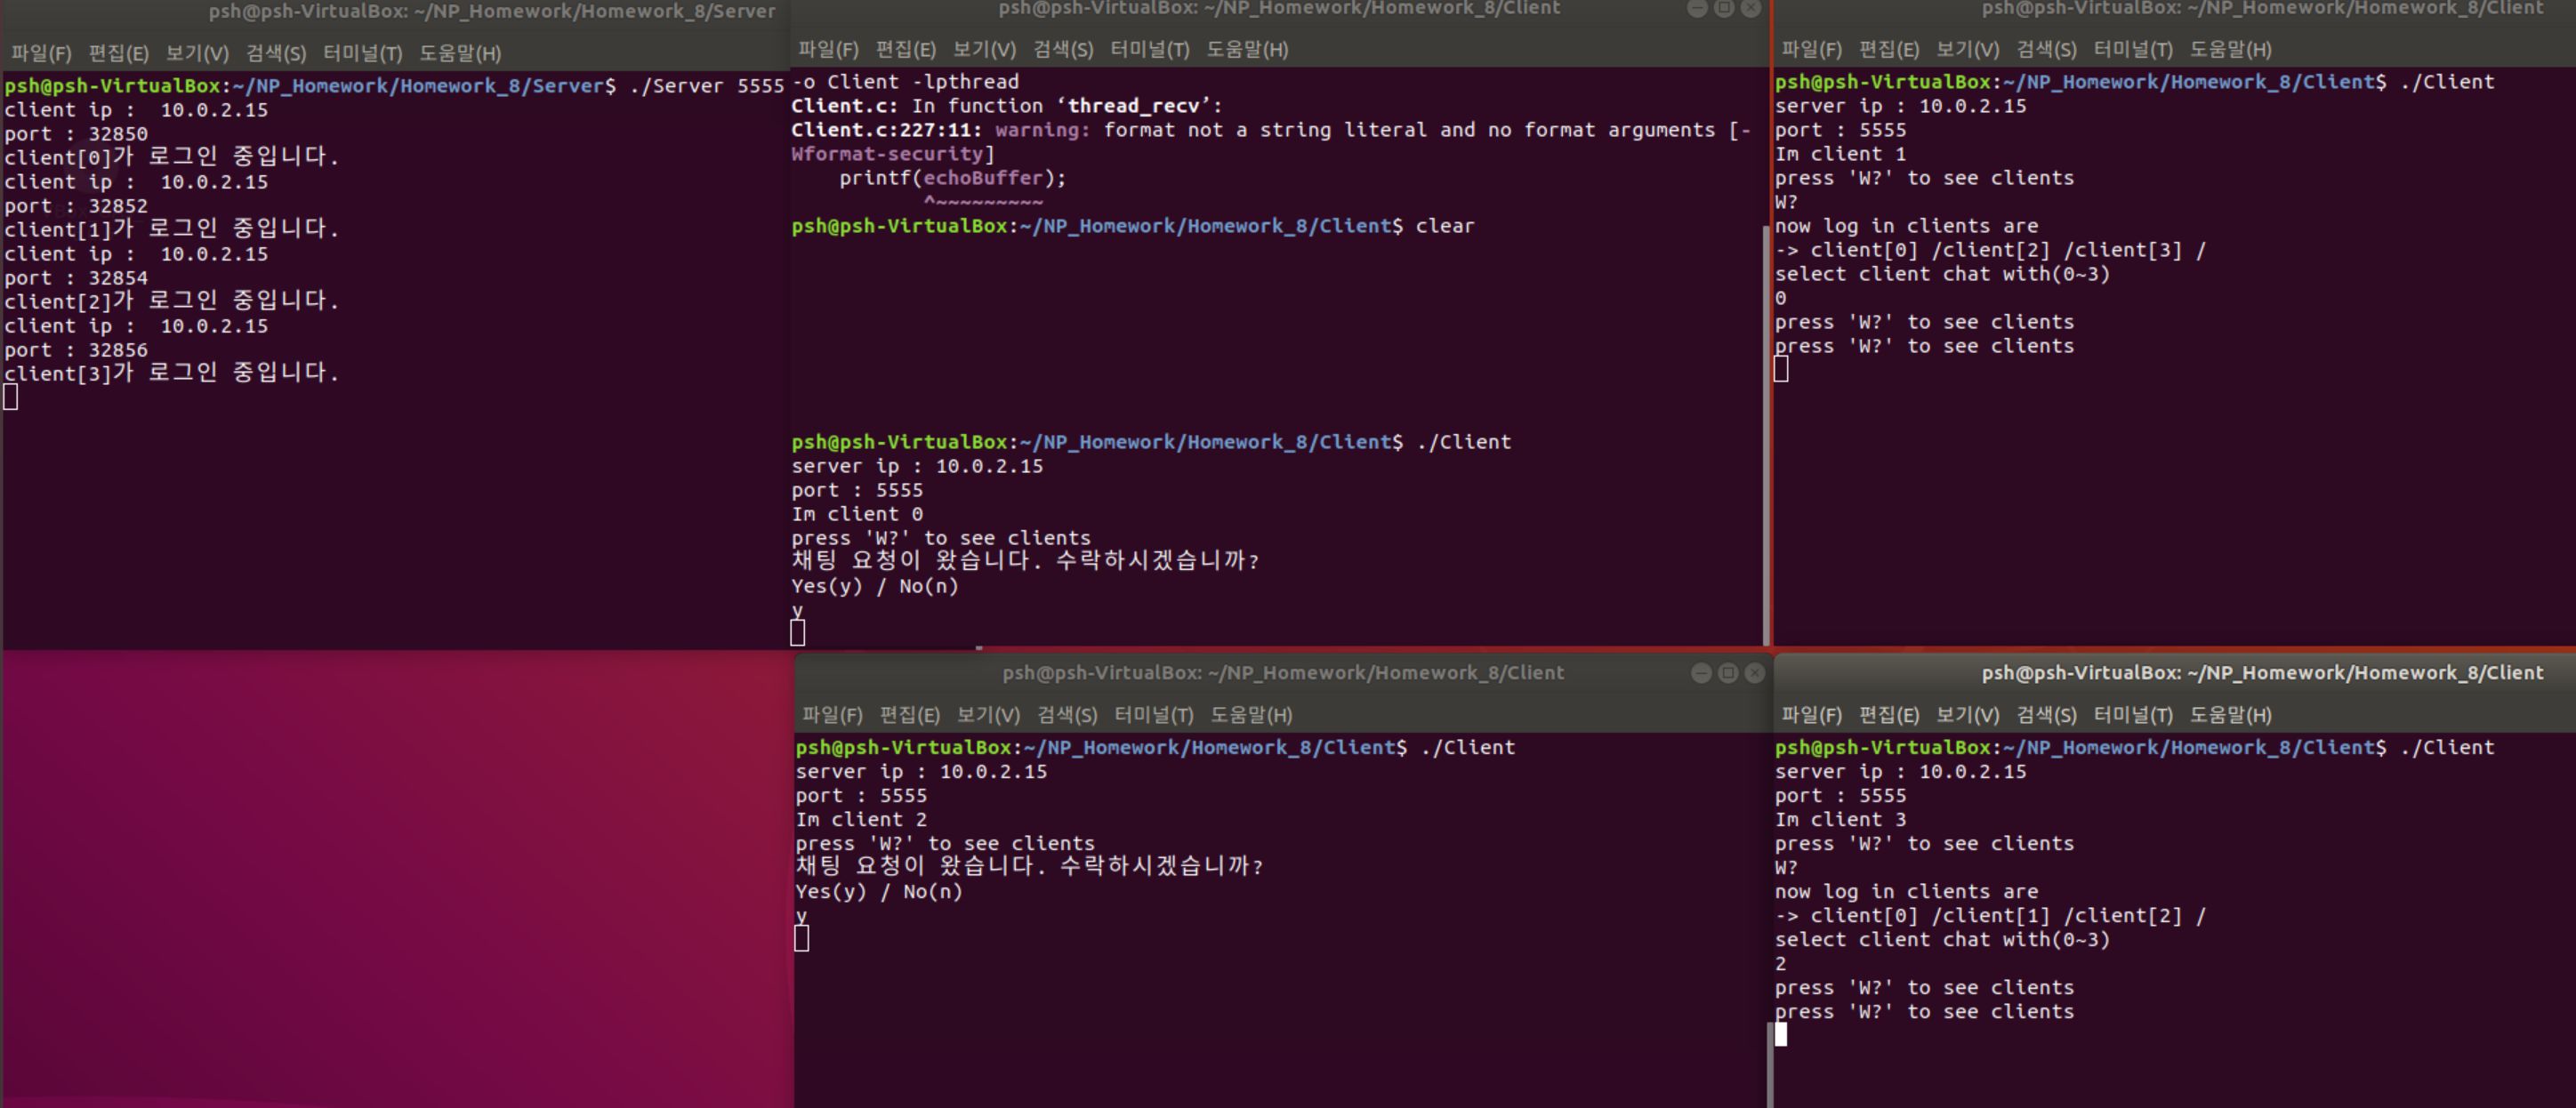 psh@psh-VirtualBox: ~/NP_Homework/Homework_8/Server
파일(F) 편집(E) 보기(V) 검색(S) 터미널(T) 도움말(H)
psh@psh-VirtualBox:~/NP_Homework/Homework_8/Server$ ./Server 5555
client ip :  10.0.2.15
port : 32850
client[0]가 로그인 중입니다.
client ip :  10.0.2.15
port : 32852
client[1]가 로그인 중입니다.
client ip :  10.0.2.15
port : 32854
client[2]가 로그인 중입니다.
client ip :  10.0.2.15
port : 32856
client[3]가 로그인 중입니다.
psh@psh-VirtualBox: ~/NP_Homework/Homework_8/Client
파일(F) 편집(E) 보기(V) 검색(S) 터미널(T) 도움말(H)
-o Client -lpthread
Client.c: In function ‘thread_recv’:
Client.c:227:11: warning: format not a string literal and no format arguments [-
Wformat-security]
    printf(echoBuffer);
           ^~~~~~~~~~
psh@psh-VirtualBox:~/NP_Homework/Homework_8/Client$ clear
psh@psh-VirtualBox:~/NP_Homework/Homework_8/Client$ ./Client
server ip : 10.0.2.15
port : 5555
Im client 0
press 'W?' to see clients
채팅 요청이 왔습니다. 수락하시겠습니까?
Yes(y) / No(n)
y
psh@psh-VirtualBox: ~/NP_Homework/Homework_8/Client
파일(F) 편집(E) 보기(V) 검색(S) 터미널(T) 도움말(H)
psh@psh-VirtualBox:~/NP_Homework/Homework_8/Client$ ./Client
server ip : 10.0.2.15
port : 5555
Im client 1
press 'W?' to see clients
W?
now log in clients are
-> client[0] /client[2] /client[3] /
select client chat with(0~3)
0
press 'W?' to see clients
press 'W?' to see clients
psh@psh-VirtualBox: ~/NP_Homework/Homework_8/Client
파일(F) 편집(E) 보기(V) 검색(S) 터미널(T) 도움말(H)
psh@psh-VirtualBox:~/NP_Homework/Homework_8/Client$ ./Client
server ip : 10.0.2.15
port : 5555
Im client 2
press 'W?' to see clients
채팅 요청이 왔습니다. 수락하시겠습니까?
Yes(y) / No(n)
y
psh@psh-VirtualBox: ~/NP_Homework/Homework_8/Client
파일(F) 편집(E) 보기(V) 검색(S) 터미널(T) 도움말(H)
psh@psh-VirtualBox:~/NP_Homework/Homework_8/Client$ ./Client
server ip : 10.0.2.15
port : 5555
Im client 3
press 'W?' to see clients
W?
now log in clients are
-> client[0] /client[1] /client[2] /
select client chat with(0~3)
2
press 'W?' to see clients
press 'W?' to see clients